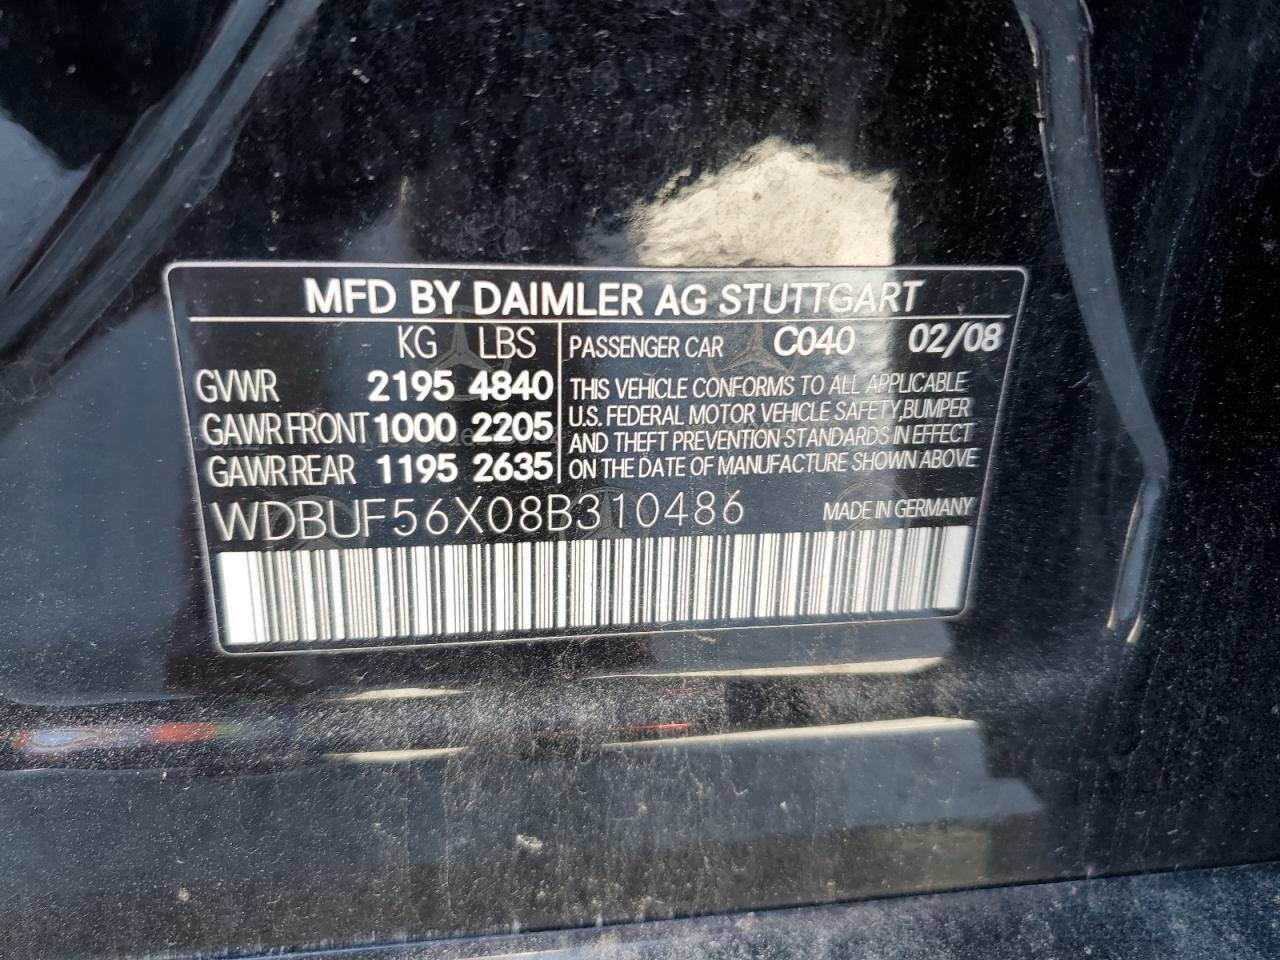 MFD BY DAIMLER AG STUTTGART
KG LBS
GVWR 2195 4840
GAWR FRONT 1000 2205
GAWR REAR 1195 2635
PASSENGER CAR C040 02/08
THIS VEHICLE CONFORMS TO ALL APPLICABLE
U.S. FEDERAL MOTOR VEHICLE SAFETY, BUMPER
AND THEFT PREVENTION STANDARDS IN EFFECT
ON THE DATE OF MANUFACTURE SHOWN ABOVE
WDBUF56X08B310486 MADE IN GERMANY